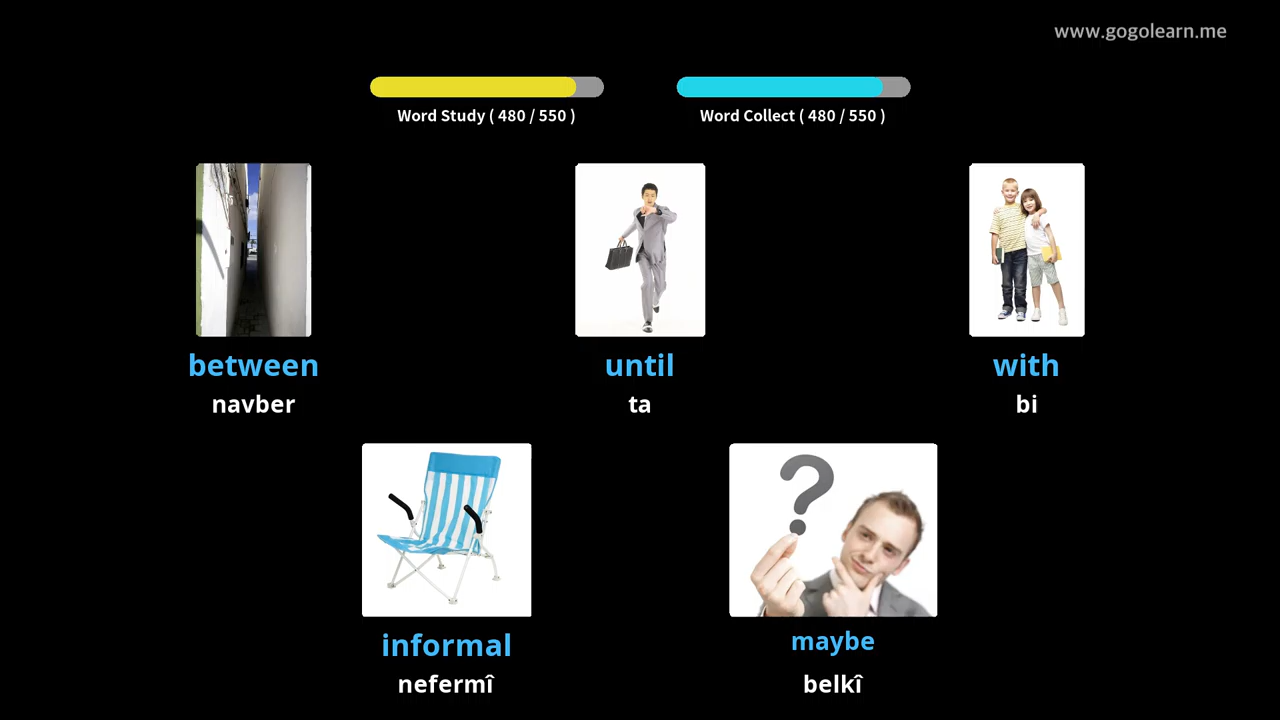 www.gogolearn.me
Word Study ( 480 / 550 )
Word Collect ( 480 / 550 )
between
navber
until
ta
with
bi
informal
nefermî
maybe
belkî